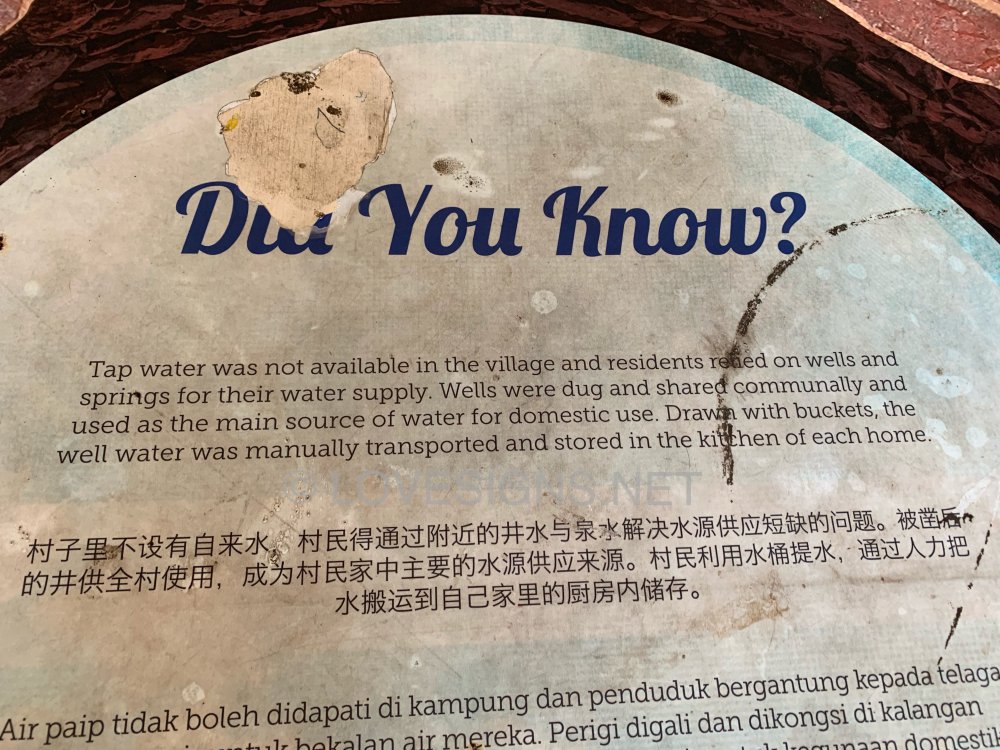 Did You Know?
Tap water was not available in the village and residents relied on wells and
springs for their water supply. Wells were dug and shared communally and
used as the main source of water for domestic use. Drawn with buckets, the
well water was manually transported and stored in the kitchen of each home.
© LOVESIGNS.NET
村子里不设有自来水，村民得通过附近的井水与泉水解决水源供应短缺的问题。被凿后
的井供全村使用，成为村民家中主要的水源供应来源。村民利用水桶提水，通过人力把
水搬运到自己家里的厨房内储存。
Air paip tidak boleh didapati di kampung dan penduduk bergantung kepada telaga
untuk bekalan air mereka. Perigi digali dan dikongsi di kalangan